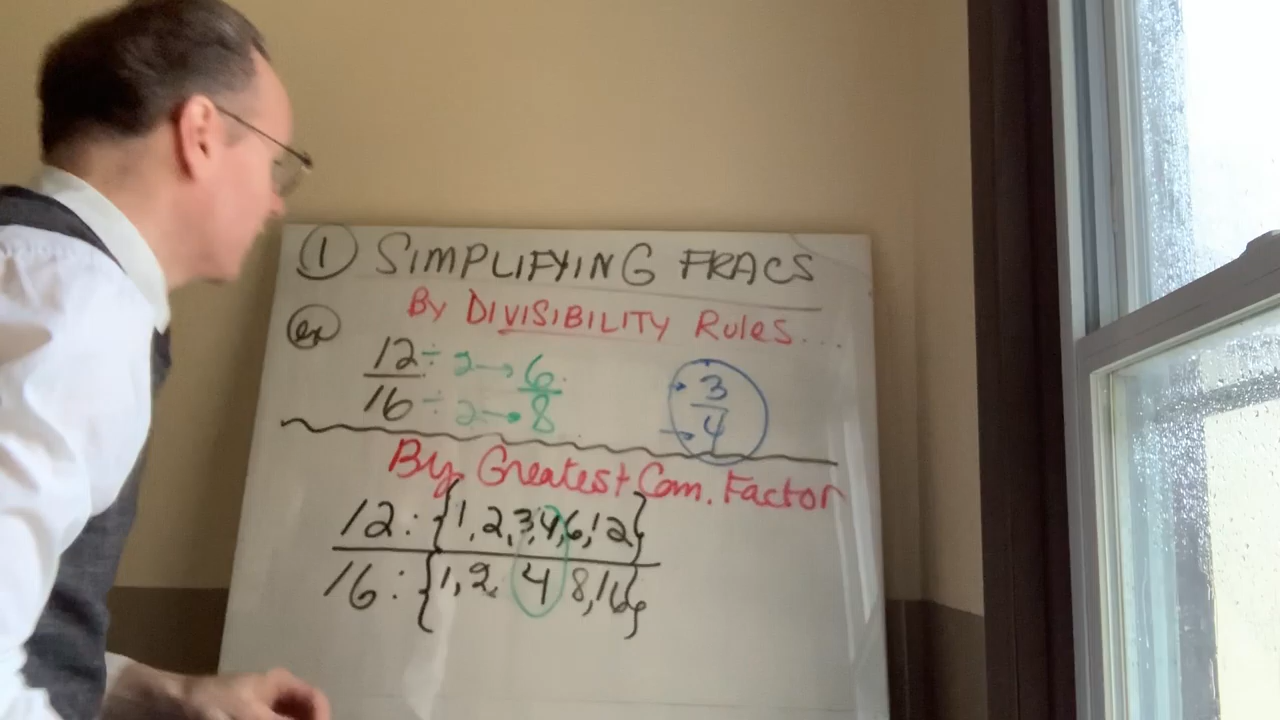 ① SIMPLIFYING FRACS
By DIVISIBILITY Rules...
ex
12 ÷ 2 → 6
16 ÷ 2 → 8
3
4
By Greatest Com. Factor
12: {1,2,3,4,6,12}
16: {1,2, 4 8,16}